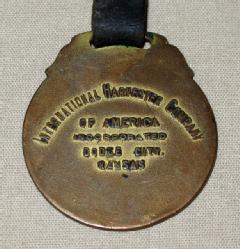 INTERNATIONAL HARVESTER COMPANY
OF AMERICA
INCORPORATED
DODGE CITY,
KANSAS